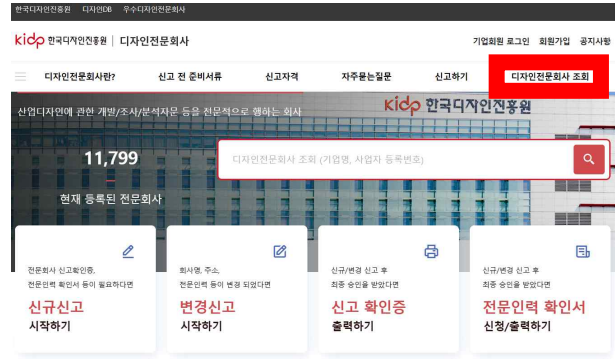 한국디자인진흥원 디자인DB 우수디자인전문회사
kidp 한국디자인진흥원 디자인전문회사
기업회원 로그인 회원가입 공지사항
디자인전문회사란? 신고 전 준비서류 신고자격 자주묻는질문 신고하기 디자인전문회사 조회
kidp 한국디자인진흥원
산업디자인에 관한 개발/조사/분석자문 등을 전문적으로 행하는 회사
11,799
디자인전문회사 조회 (기업명, 사업자 등록번호)
현재 등록된 전문회사
전문회사 신고확인증,
전문인력 확인서 등이 필요하다면
신규신고
시작하기
회사명, 주소,
전문인력 등이 변경 되었다면
변경신고
시작하기
신규/변경 신고 후
최종 승인을 받았다면
신고 확인증
출력하기
신규/변경 신고 후
최종 승인을 받았다면
전문인력 확인서
신청/출력하기